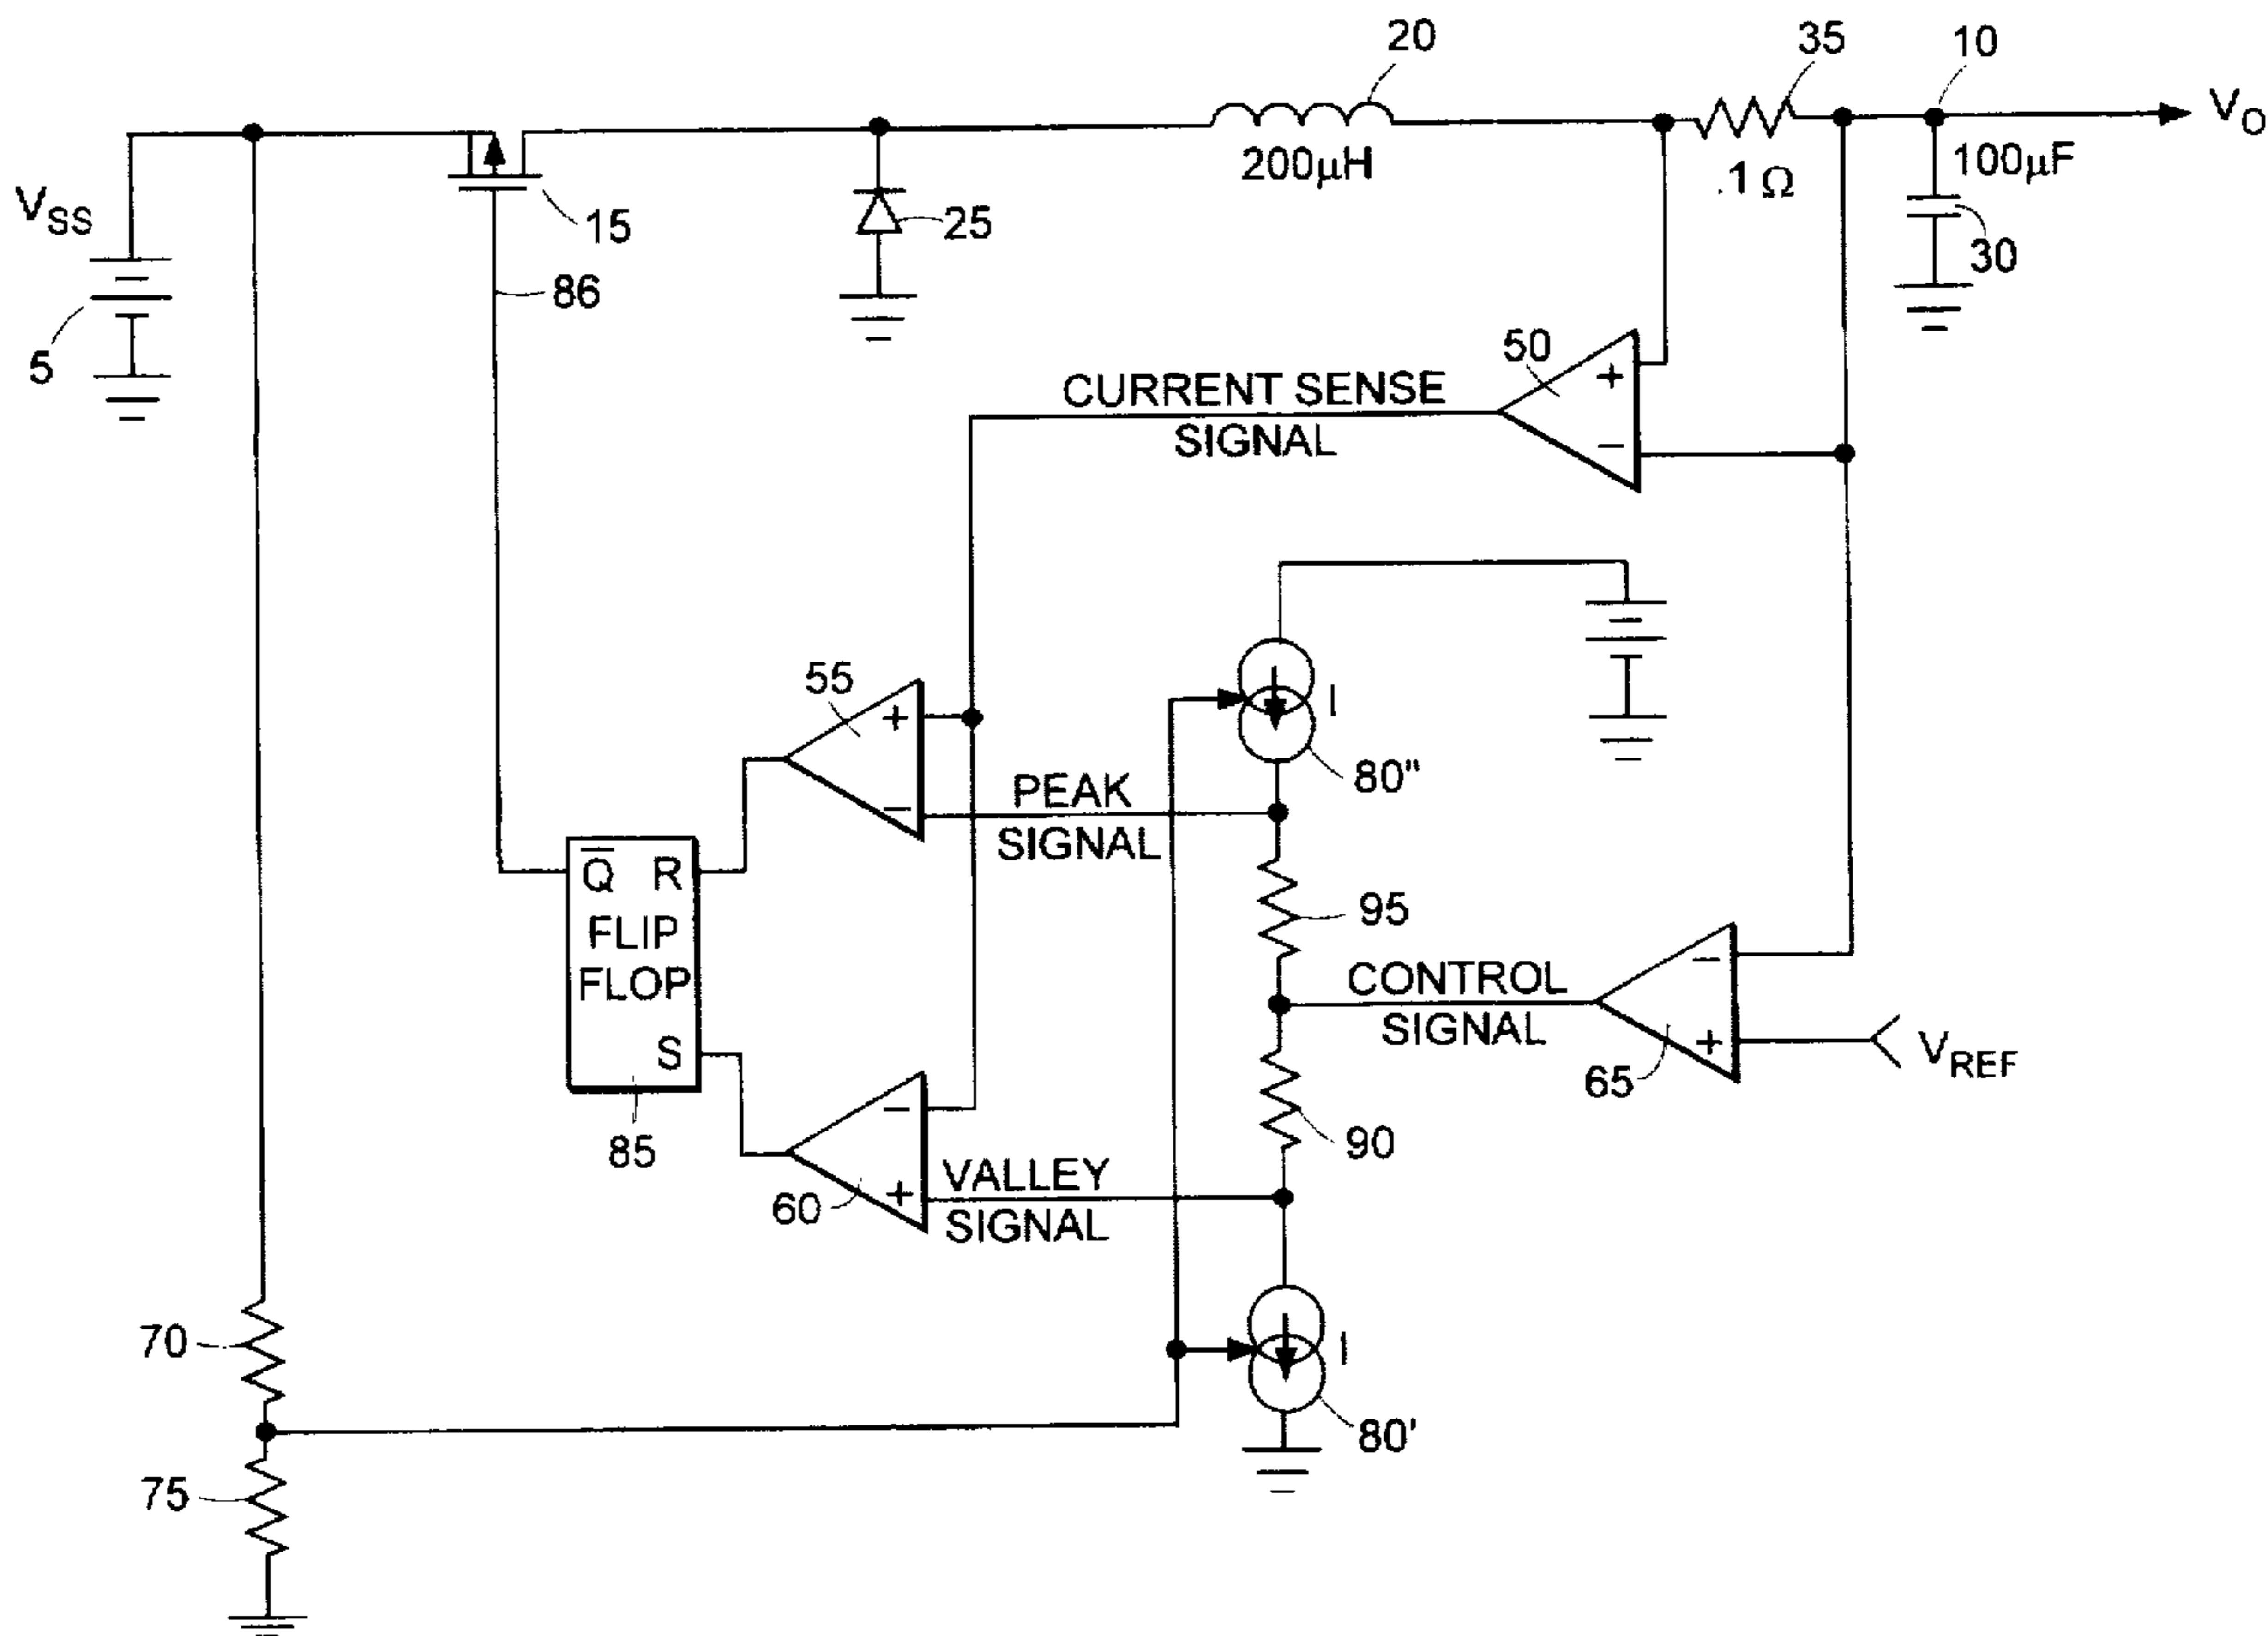 20
35
10
V_O
200μH
.1 Ω
100μF
30
V_SS
15
25
86
5
50
+
−
CURRENT SENSE
SIGNAL
55
+
−
I
80"
PEAK
SIGNAL
Q̅ R
FLIP
FLOP
S
95
CONTROL
SIGNAL
−
+
65
V_REF
85
−
+
60
90
VALLEY
SIGNAL
70
I
80'
75